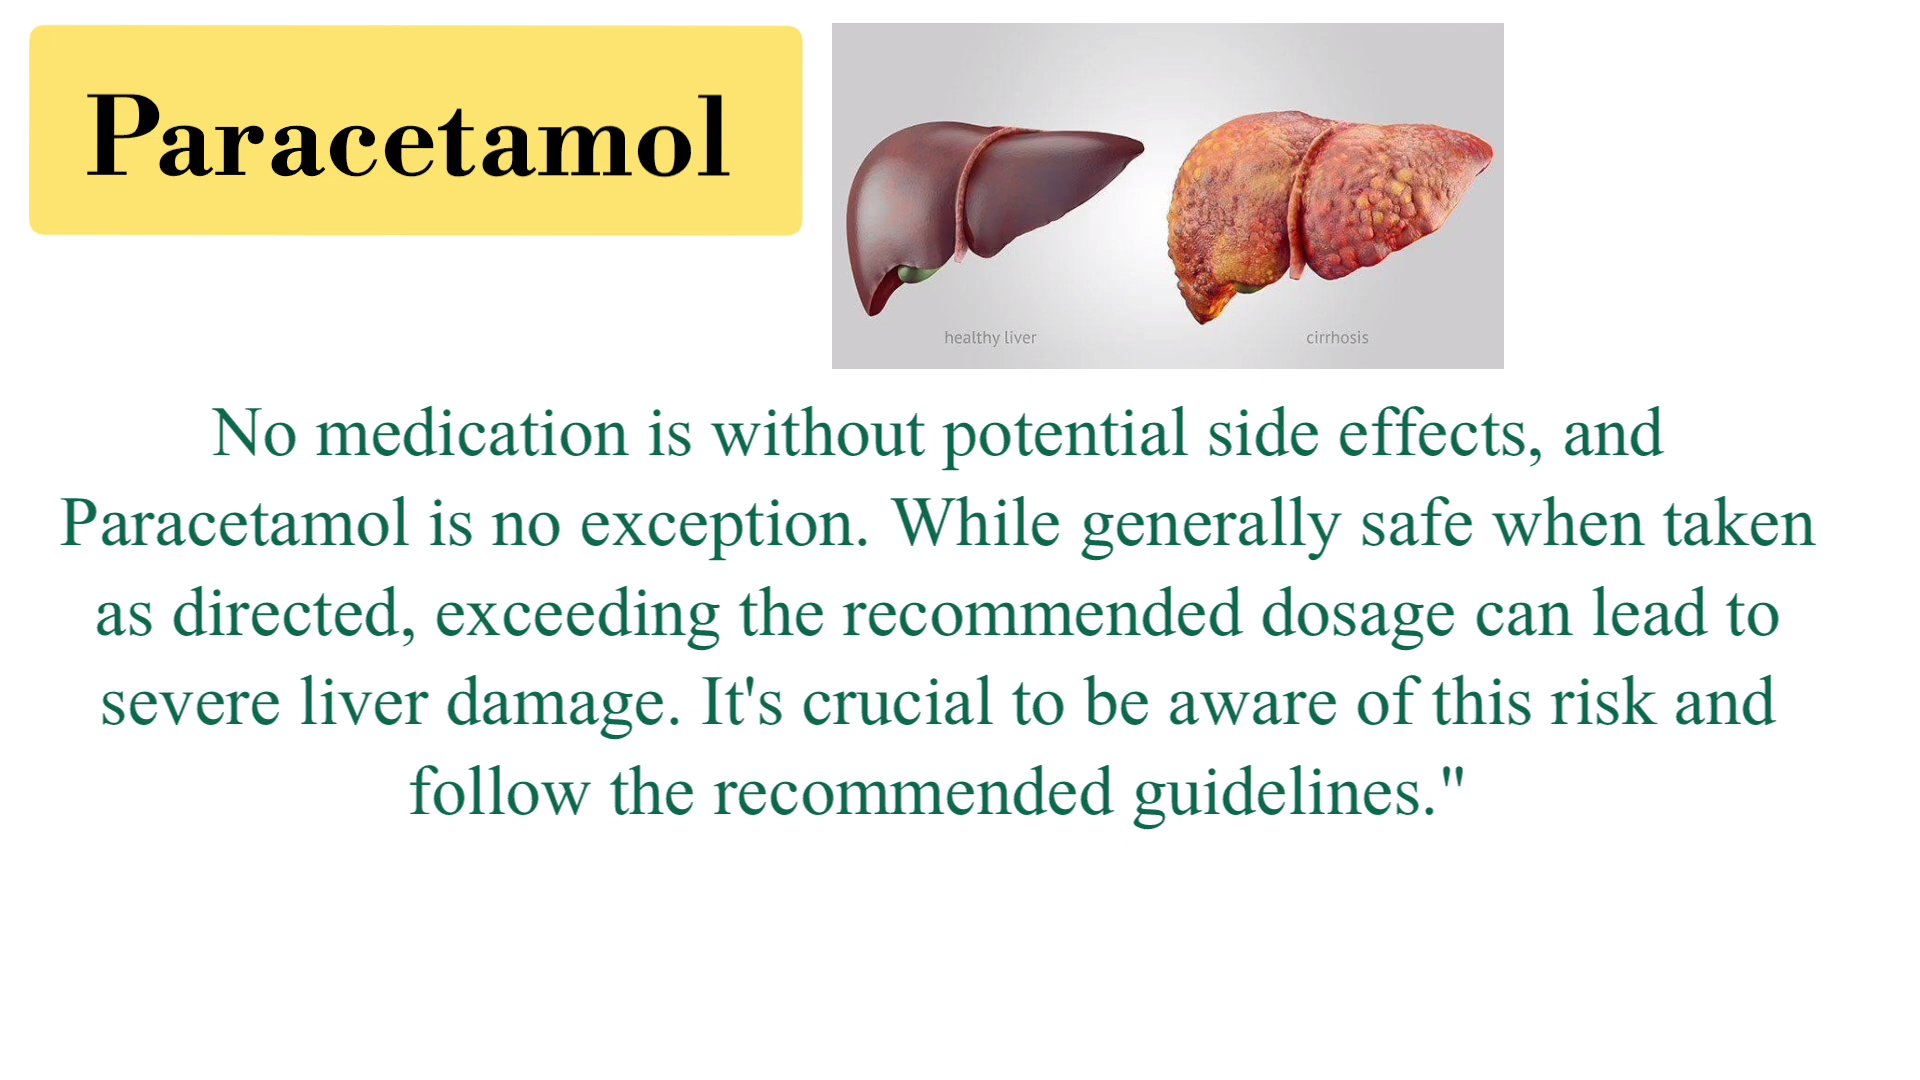 Paracetamol
healthy liver
cirrhosis
No medication is without potential side effects, and
Paracetamol is no exception. While generally safe when taken
as directed, exceeding the recommended dosage can lead to
severe liver damage. It's crucial to be aware of this risk and
follow the recommended guidelines."